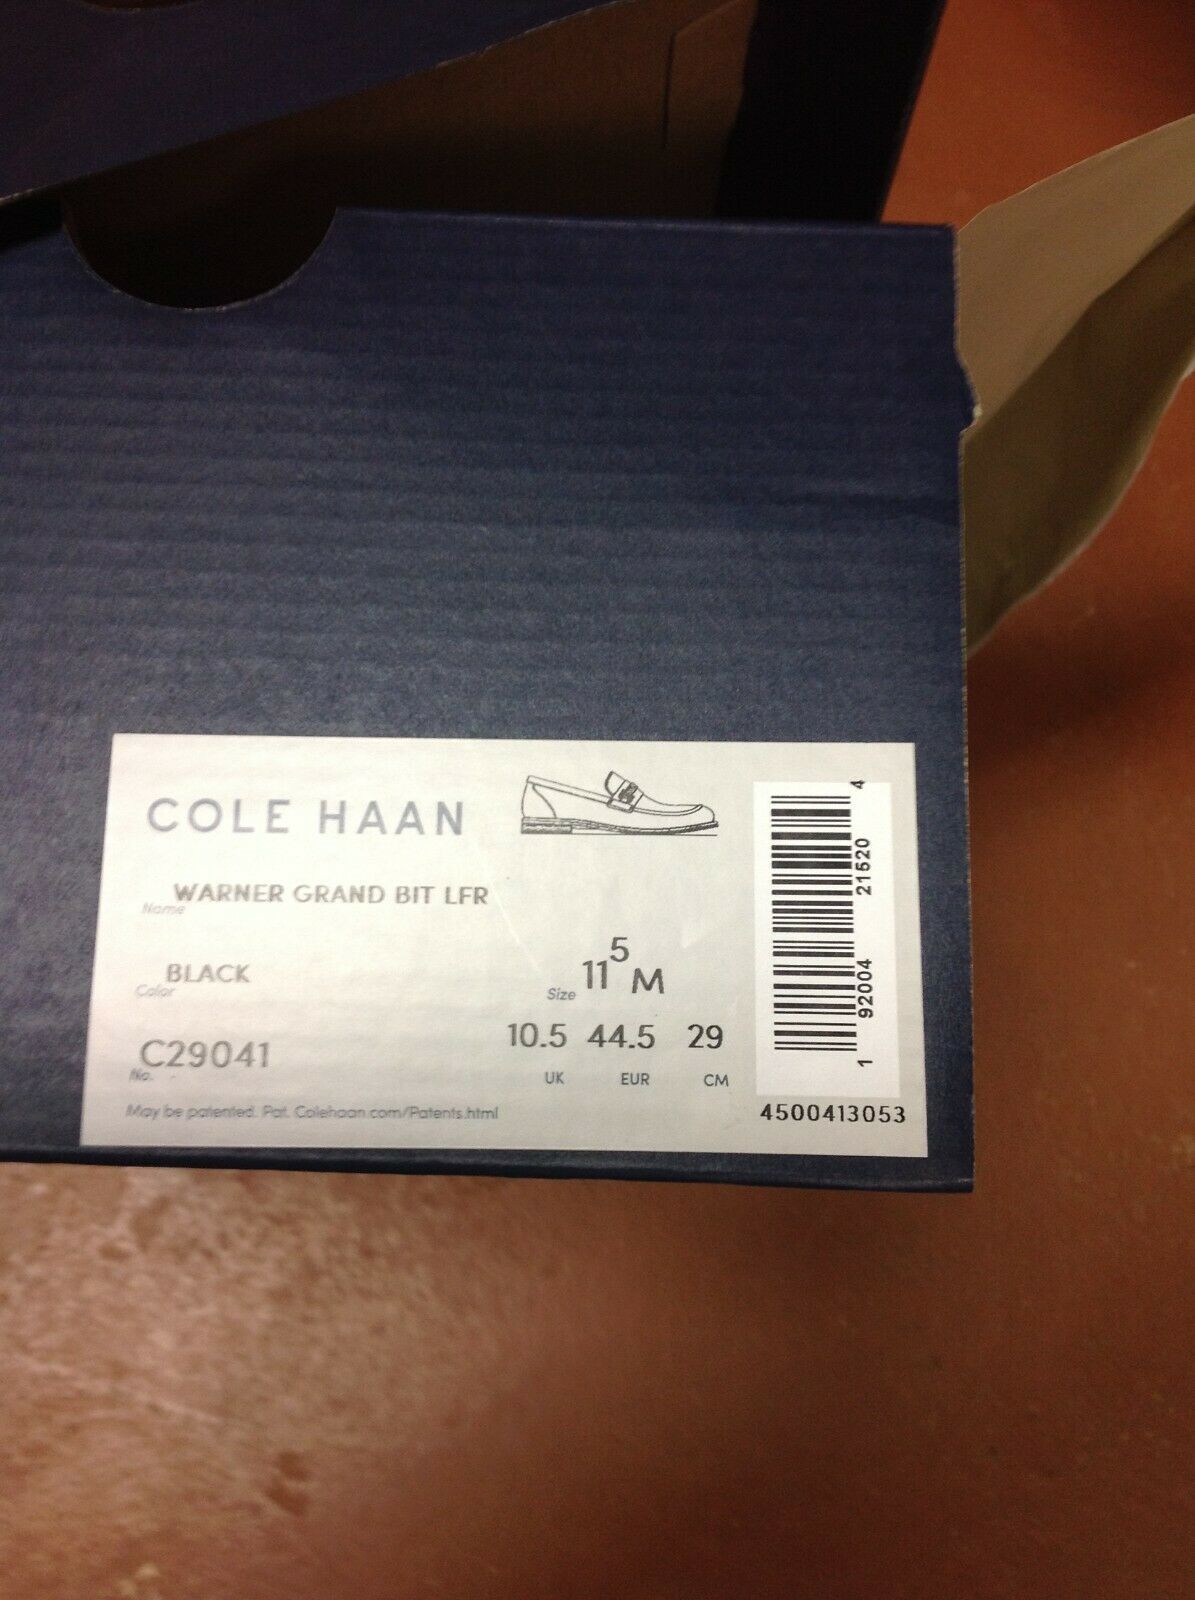 COLE HAAN
WARNER GRAND BIT LFR
Name
BLACK
Color
Size 11 5 M
C29041
No.
10.5 44.5 29
UK EUR CM
May be patented. Pat. Colehaan.com/Patents.html
1 92004 21520 4
4500413053